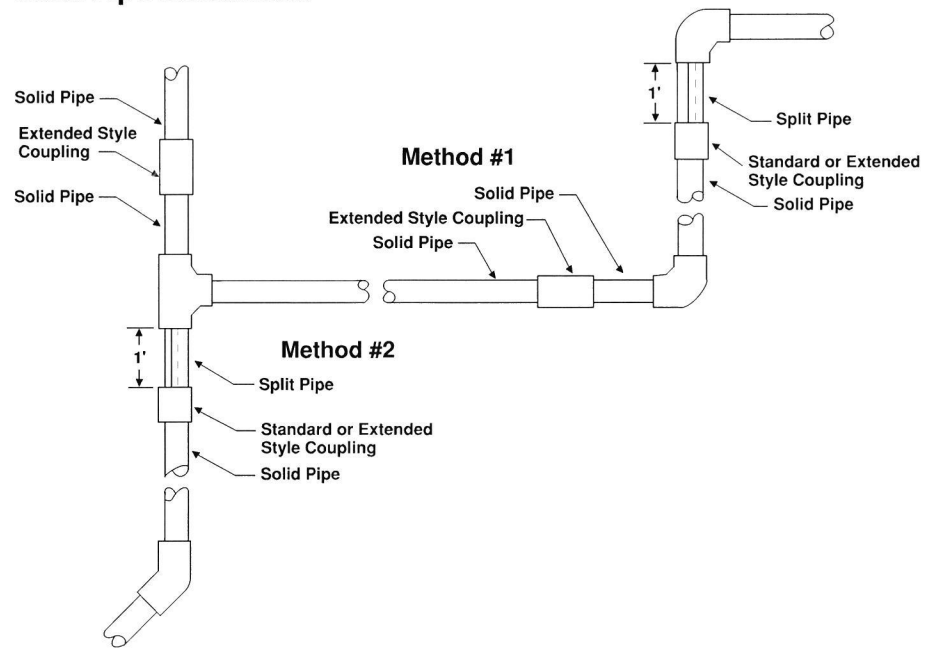 1'
Split Pipe
Solid Pipe
Extended Style
Coupling
Method #1
Standard or Extended
Style Coupling
Solid Pipe
Solid Pipe
Solid Pipe
Extended Style Coupling
Solid Pipe
1'
Method #2
Split Pipe
Standard or Extended
Style Coupling
Solid Pipe